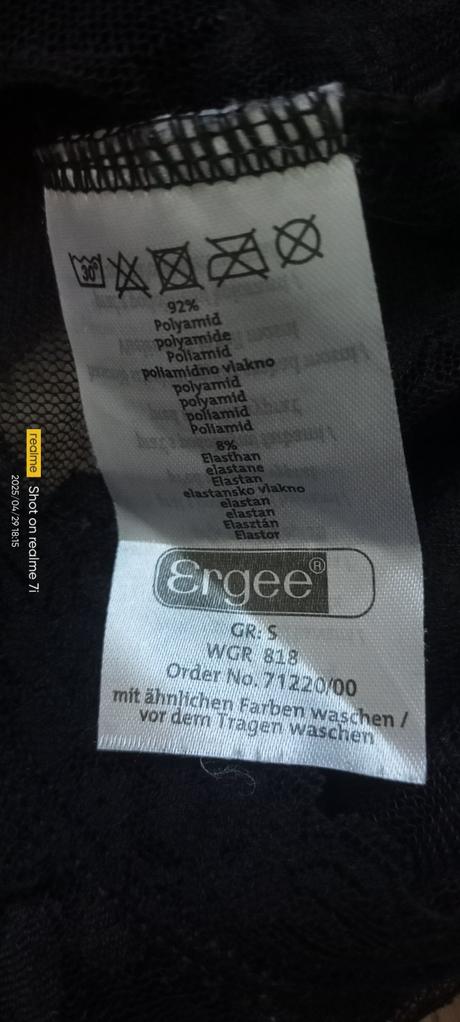 30°
92%
Polyamid
polyamide
Poliamid
poliamidno vlakno
polyamid
polyamid
poliamid
Poliamid
8%
Elasthan
elastane
Elastan
elastansko vlakno
elastan
elastan
Elasztán
Elastor
Ergee®
GR: S
WGR 818
Order No. 71220/00
mit ähnlichen Farben waschen /
vor dem Tragen waschen
realme Shot on realme 7i
2025/04/29 18:15